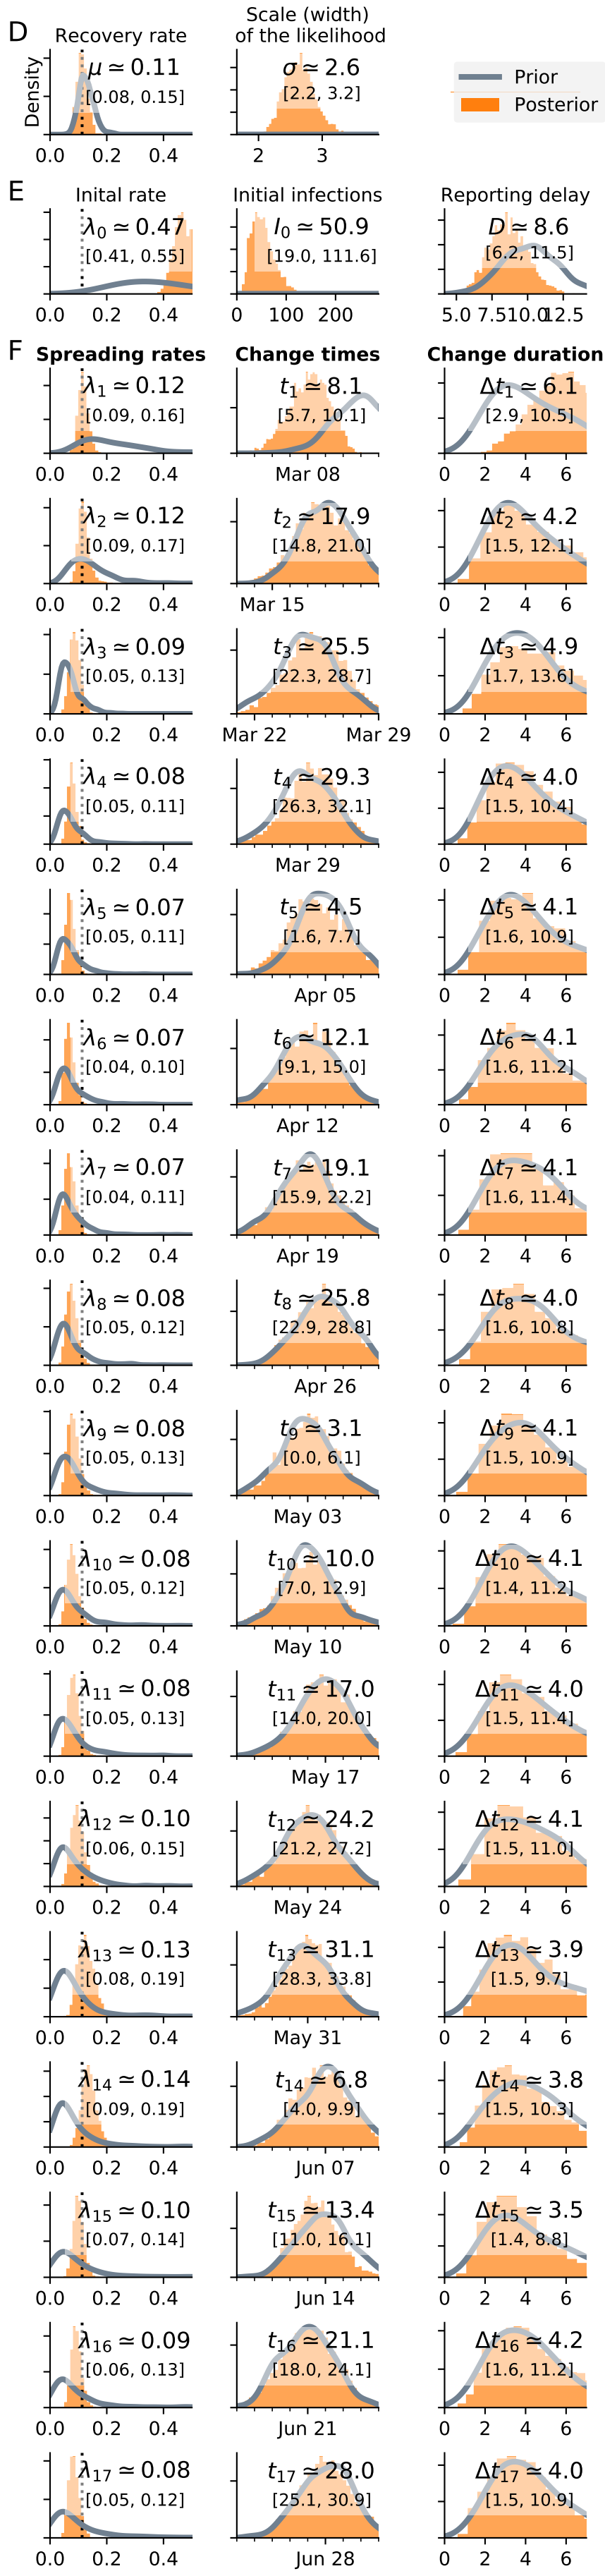 D
Recovery rate
Scale (width)
of the likelihood
Density
μ ≃ 0.11
[0.08, 0.15]
σ ≃ 2.6
[2.2, 3.2]
Prior
Posterior
0.0 0.2 0.4
2 3
E
Inital rate
Initial infections
Reporting delay
λ0 ≃ 0.47
[0.41, 0.55]
I0 ≃ 50.9
[19.0, 111.6]
D ≃ 8.6
[6.2, 11.5]
0.0 0.2 0.4
0 100 200
5.0 7.5 10.0 12.5
F
Spreading rates
Change times
Change duration
λ1 ≃ 0.12
[0.09, 0.16]
t1 ≃ 8.1
[5.7, 10.1]
Δt1 ≃ 6.1
[2.9, 10.5]
0.0 0.2 0.4
Mar 08
0 2 4 6
λ2 ≃ 0.12
[0.09, 0.17]
t2 ≃ 17.9
[14.8, 21.0]
Δt2 ≃ 4.2
[1.5, 12.1]
0.0 0.2 0.4
Mar 15
0 2 4 6
λ3 ≃ 0.09
[0.05, 0.13]
t3 ≃ 25.5
[22.3, 28.7]
Δt3 ≃ 4.9
[1.7, 13.6]
0.0 0.2 0.4
Mar 22 Mar 29
0 2 4 6
λ4 ≃ 0.08
[0.05, 0.11]
t4 ≃ 29.3
[26.3, 32.1]
Δt4 ≃ 4.0
[1.5, 10.4]
0.0 0.2 0.4
Mar 29
0 2 4 6
λ5 ≃ 0.07
[0.05, 0.11]
t5 ≃ 4.5
[1.6, 7.7]
Δt5 ≃ 4.1
[1.6, 10.9]
0.0 0.2 0.4
Apr 05
0 2 4 6
λ6 ≃ 0.07
[0.04, 0.10]
t6 ≃ 12.1
[9.1, 15.0]
Δt6 ≃ 4.1
[1.6, 11.2]
0.0 0.2 0.4
Apr 12
0 2 4 6
λ7 ≃ 0.07
[0.04, 0.11]
t7 ≃ 19.1
[15.9, 22.2]
Δt7 ≃ 4.1
[1.6, 11.4]
0.0 0.2 0.4
Apr 19
0 2 4 6
λ8 ≃ 0.08
[0.05, 0.12]
t8 ≃ 25.8
[22.9, 28.8]
Δt8 ≃ 4.0
[1.6, 10.8]
0.0 0.2 0.4
Apr 26
0 2 4 6
λ9 ≃ 0.08
[0.05, 0.13]
t9 ≃ 3.1
[0.0, 6.1]
Δt9 ≃ 4.1
[1.5, 10.9]
0.0 0.2 0.4
May 03
0 2 4 6
λ10 ≃ 0.08
[0.05, 0.12]
t10 ≃ 10.0
[7.0, 12.9]
Δt10 ≃ 4.1
[1.4, 11.2]
0.0 0.2 0.4
May 10
0 2 4 6
λ11 ≃ 0.08
[0.05, 0.13]
t11 ≃ 17.0
[14.0, 20.0]
Δt11 ≃ 4.0
[1.5, 11.4]
0.0 0.2 0.4
May 17
0 2 4 6
λ12 ≃ 0.10
[0.06, 0.15]
t12 ≃ 24.2
[21.2, 27.2]
Δt12 ≃ 4.1
[1.5, 11.0]
0.0 0.2 0.4
May 24
0 2 4 6
λ13 ≃ 0.13
[0.08, 0.19]
t13 ≃ 31.1
[28.3, 33.8]
Δt13 ≃ 3.9
[1.5, 9.7]
0.0 0.2 0.4
May 31
0 2 4 6
λ14 ≃ 0.14
[0.09, 0.19]
t14 ≃ 6.8
[4.0, 9.9]
Δt14 ≃ 3.8
[1.5, 10.3]
0.0 0.2 0.4
Jun 07
0 2 4 6
λ15 ≃ 0.10
[0.07, 0.14]
t15 ≃ 13.4
[11.0, 16.1]
Δt15 ≃ 3.5
[1.4, 8.8]
0.0 0.2 0.4
Jun 14
0 2 4 6
λ16 ≃ 0.09
[0.06, 0.13]
t16 ≃ 21.1
[18.0, 24.1]
Δt16 ≃ 4.2
[1.6, 11.2]
0.0 0.2 0.4
Jun 21
0 2 4 6
λ17 ≃ 0.08
[0.05, 0.12]
t17 ≃ 28.0
[25.1, 30.9]
Δt17 ≃ 4.0
[1.5, 10.9]
0.0 0.2 0.4
Jun 28
0 2 4 6